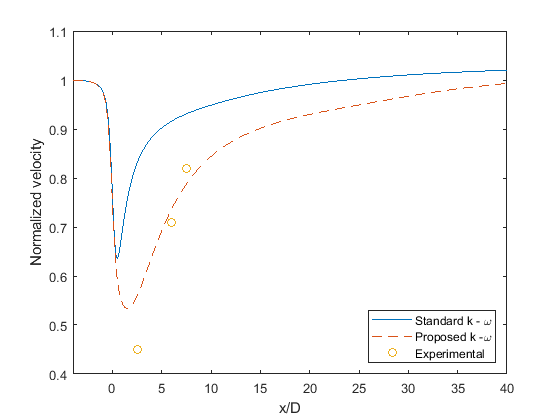 1.1
1
0.9
0.8
0.7
0.6
0.5
0.4
Normalized velocity
0 5 10 15 20 25 30 35 40
x/D
Standard k - ω
Proposed k -ω
Experimental